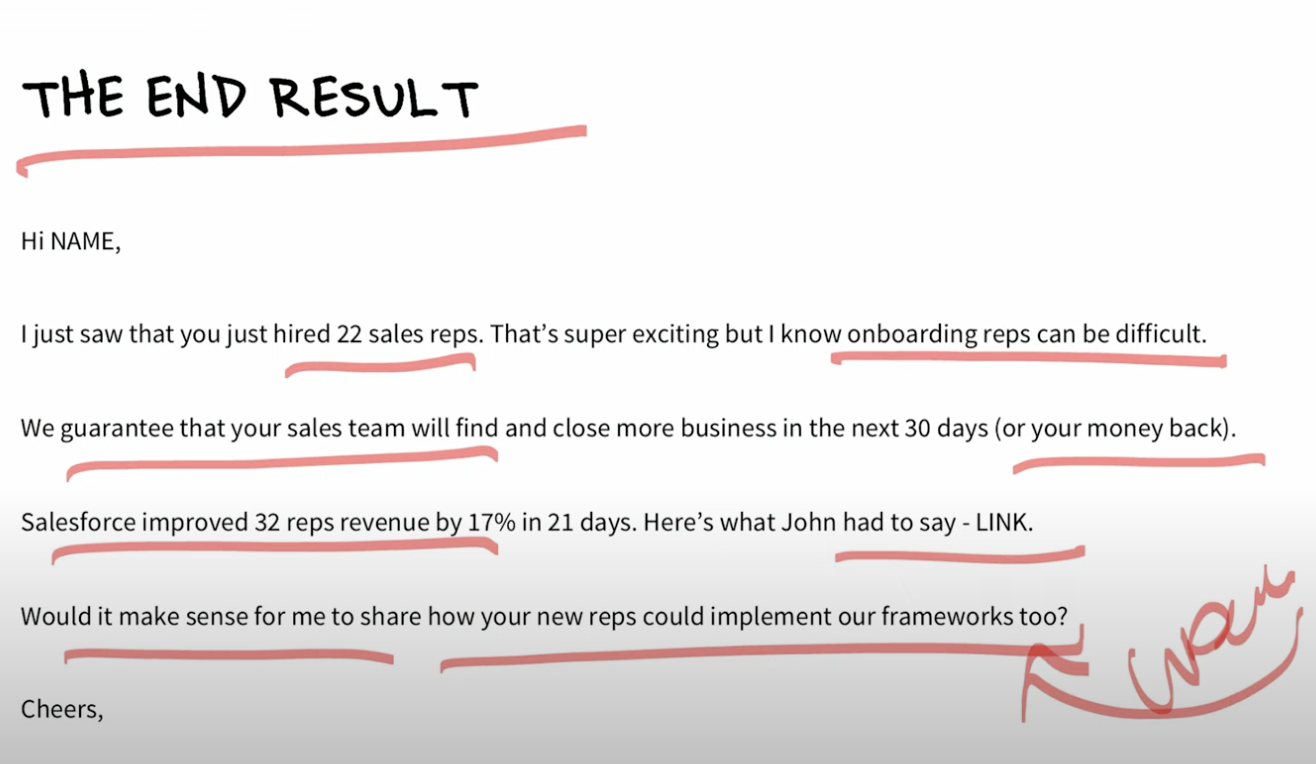 THE END RESULT
Hi NAME,
I just saw that you just hired 22 sales reps. That's super exciting but I know onboarding reps can be difficult.
We guarantee that your sales team will find and close more business in the next 30 days (or your money back).
Salesforce improved 32 reps revenue by 17% in 21 days. Here's what John had to say - LINK.
Would it make sense for me to share how your new reps could implement our frameworks too?
Cheers,